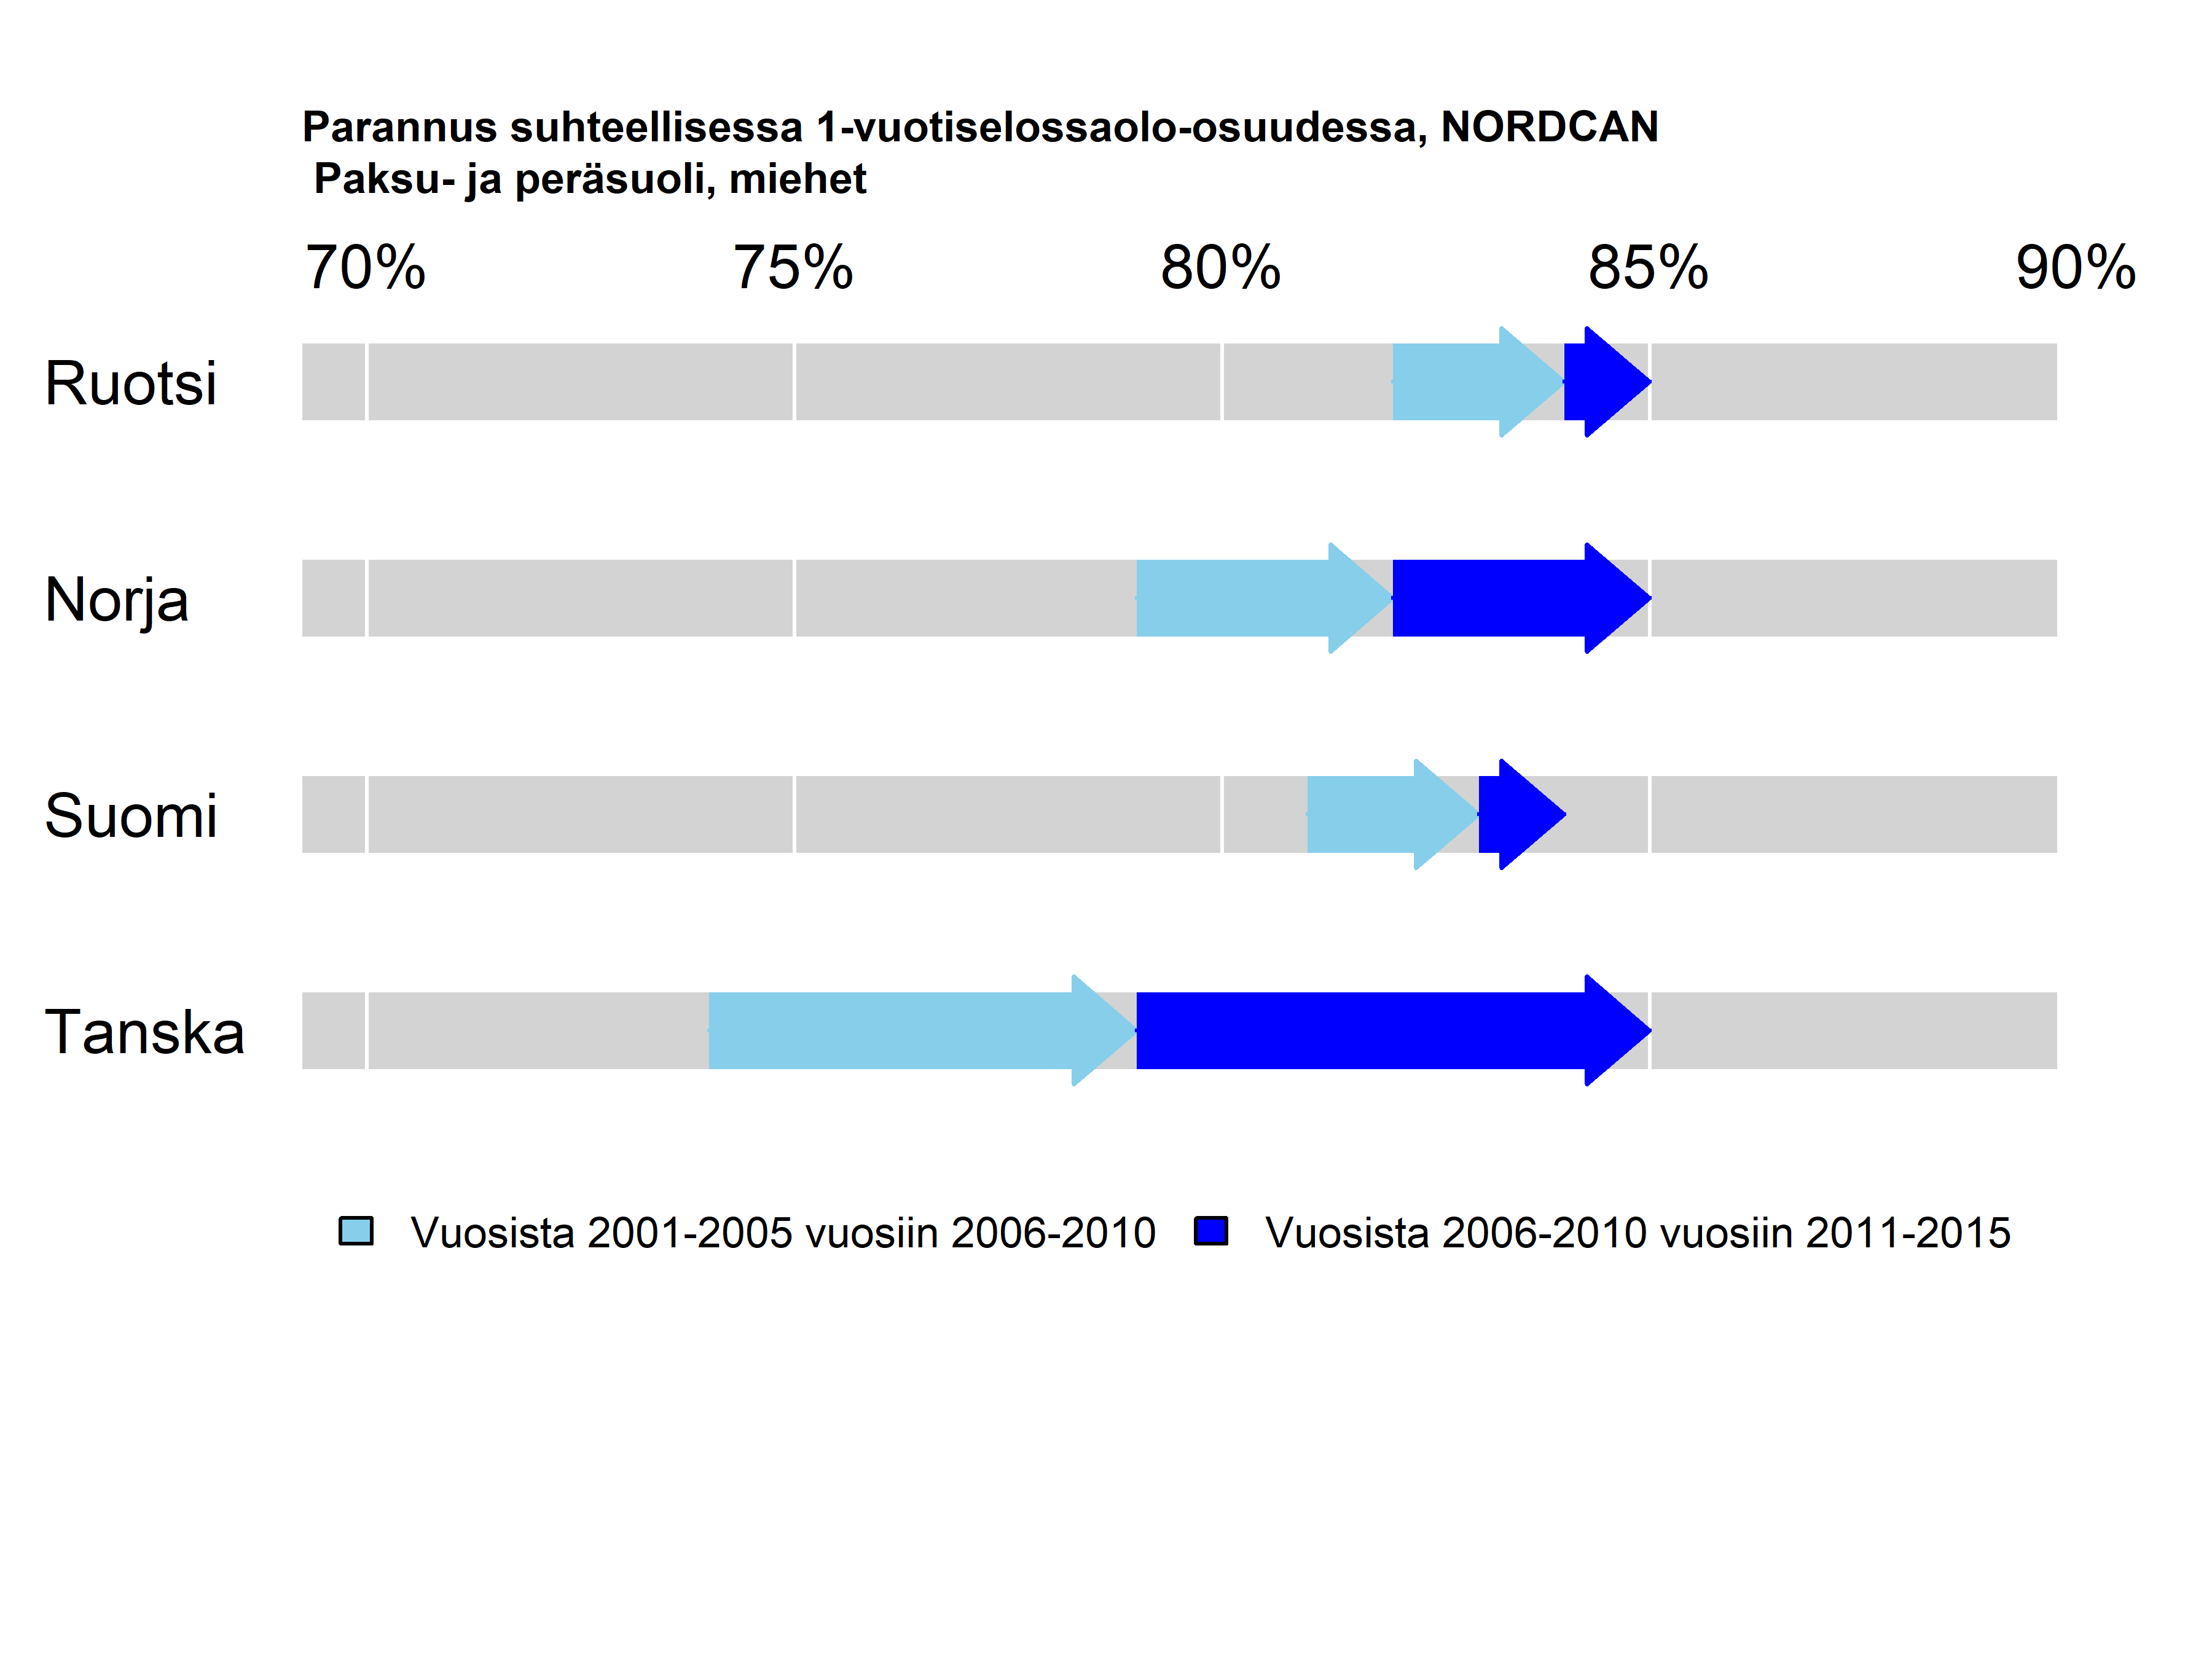 Parannus suhteellisessa 1-vuotiselossaolo-osuudessa, NORDCAN
Paksu- ja peräsuoli, miehet
70% 75% 80% 85% 90%
Ruotsi
Norja
Suomi
Tanska
Vuosista 2001-2005 vuosiin 2006-2010 Vuosista 2006-2010 vuosiin 2011-2015